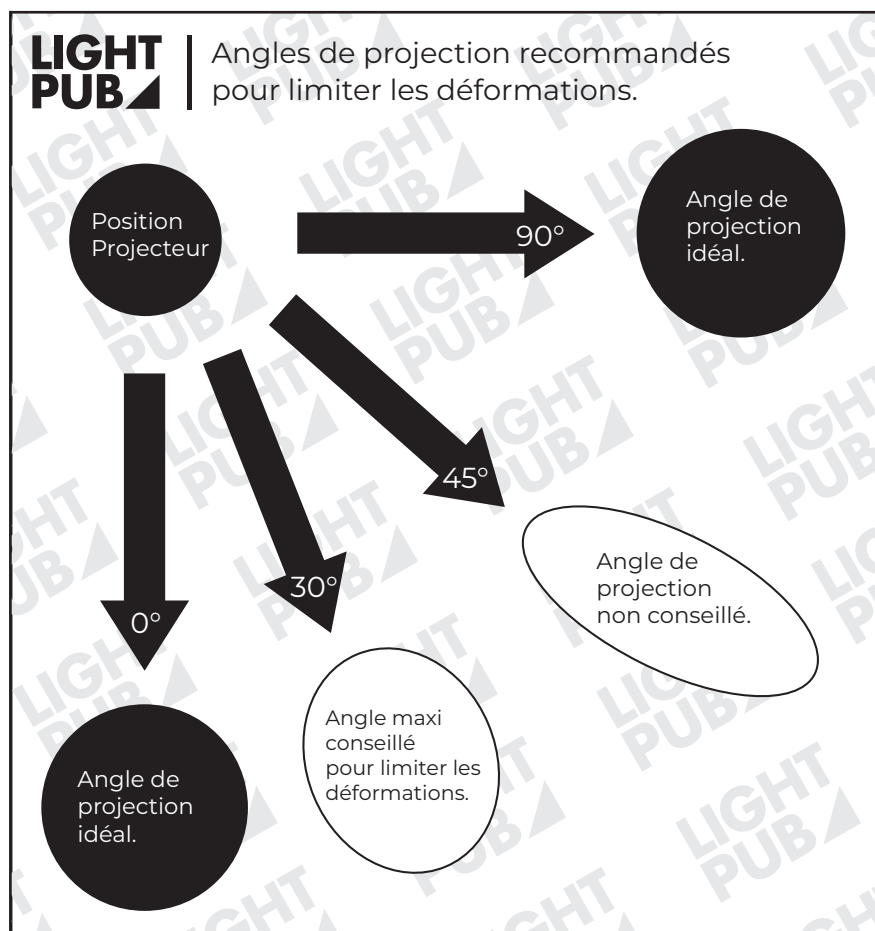 LIGHT
PUB
Angles de projection recommandés
pour limiter les déformations.
Position
Projecteur
90°
Angle de
projection
idéal.
45°
Angle de
projection
non conseillé.
30°
Angle maxi
conseillé
pour limiter les
déformations.
0°
Angle de
projection
idéal.